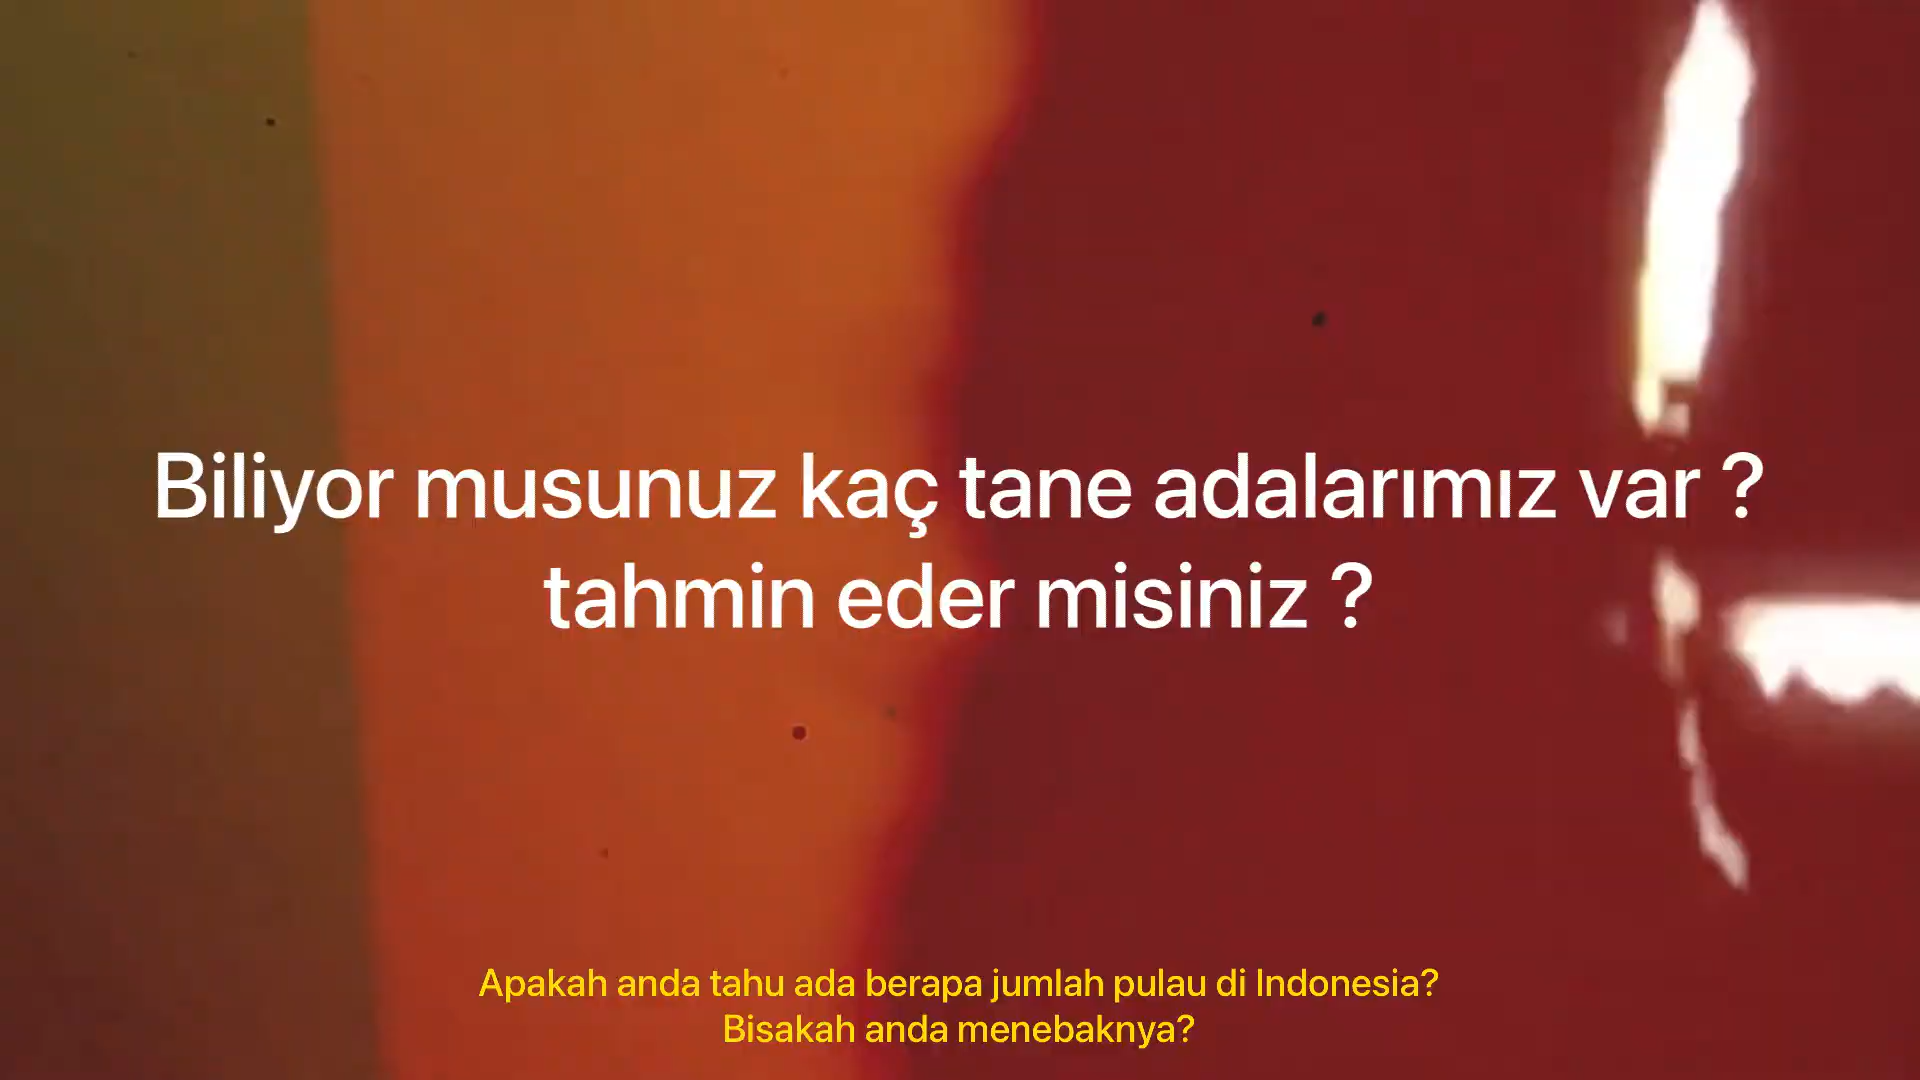 Biliyor musunuz kaç tane adalarımız var ?
tahmin eder misiniz ?
Apakah anda tahu ada berapa jumlah pulau di Indonesia?
Bisakah anda menebaknya?